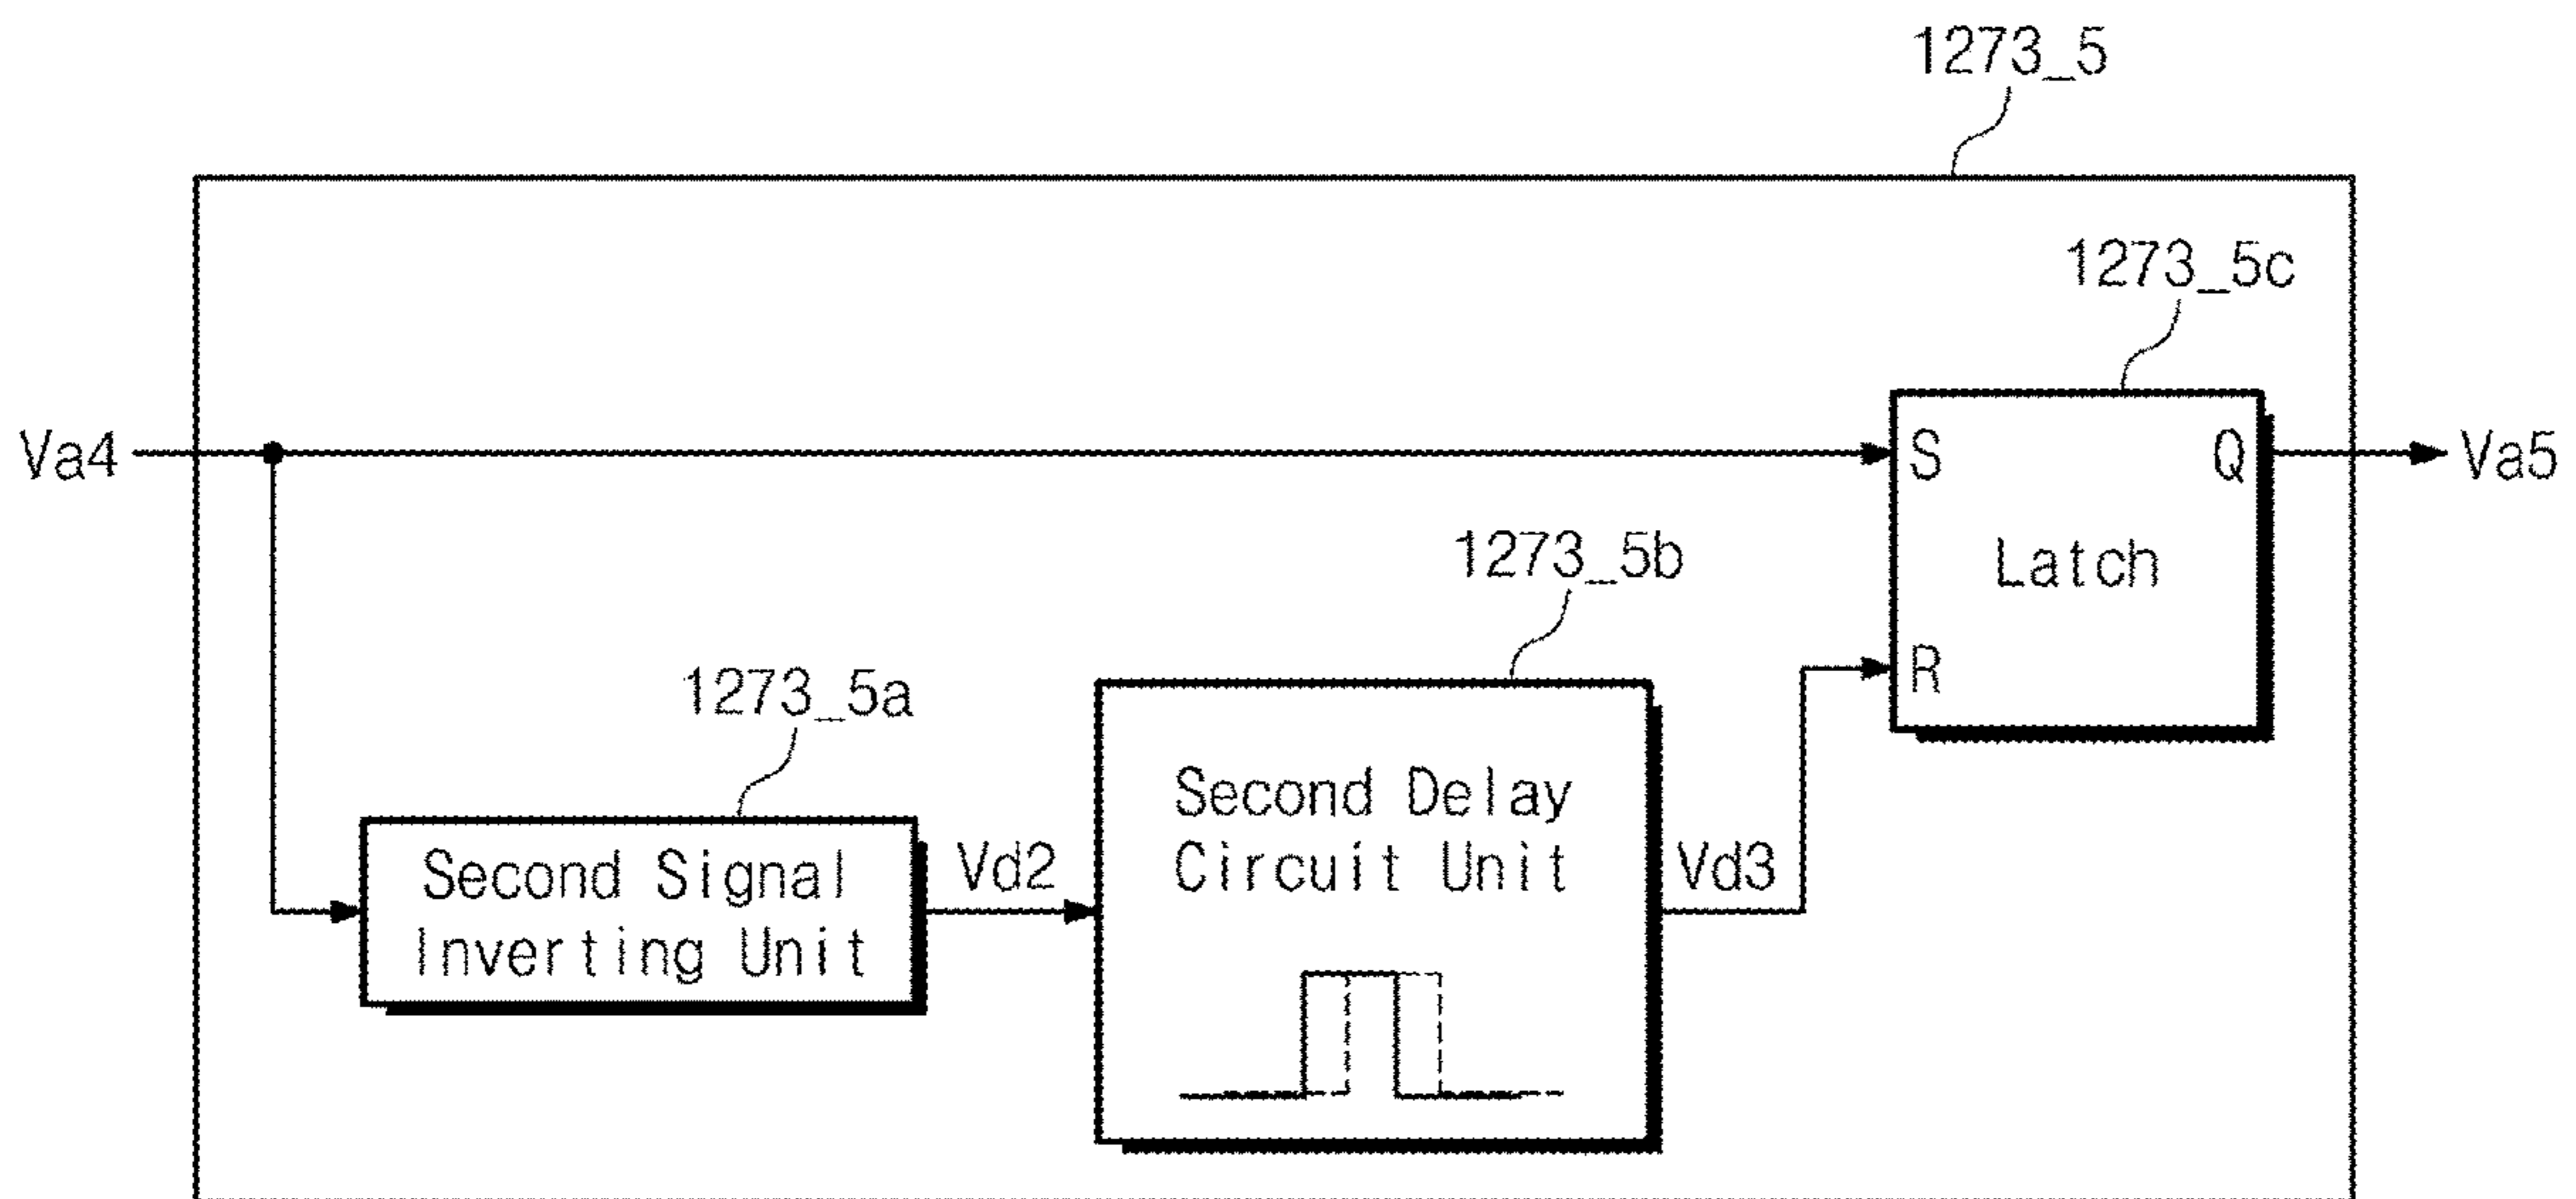 1273_5
1273_5c
Va4
S
Q
Va5
1273_5b
Latch
R
1273_5a
Second Delay
Circuit Unit
Second Signal
Inverting Unit
Vd2
Vd3